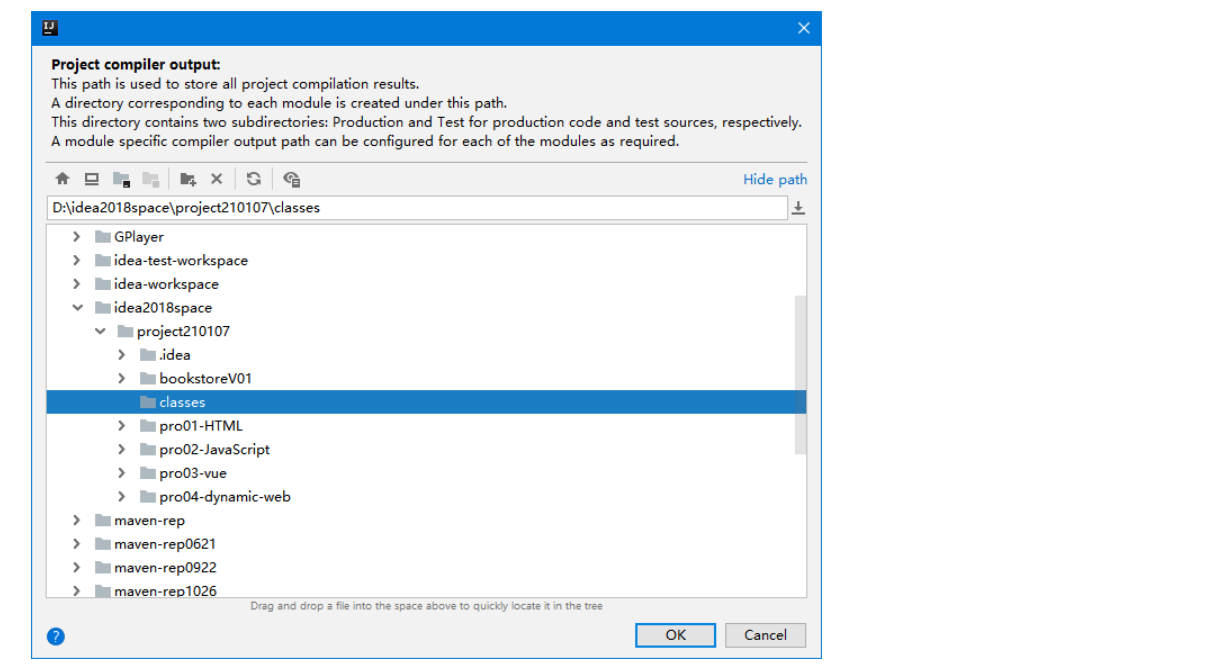 IJ
Project compiler output:
This path is used to store all project compilation results.
A directory corresponding to each module is created under this path.
This directory contains two subdirectories: Production and Test for production code and test sources, respectively.
A module specific compiler output path can be configured for each of the modules as required.
Hide path
D:\idea2018space\project210107\classes
GPlayer
idea-test-workspace
idea-workspace
idea2018space
project210107
.idea
bookstoreV01
classes
pro01-HTML
pro02-JavaScript
pro03-vue
pro04-dynamic-web
maven-rep
maven-rep0621
maven-rep0922
maven-rep1026
Drag and drop a file into the space above to quickly locate it in the tree
?
OK
Cancel